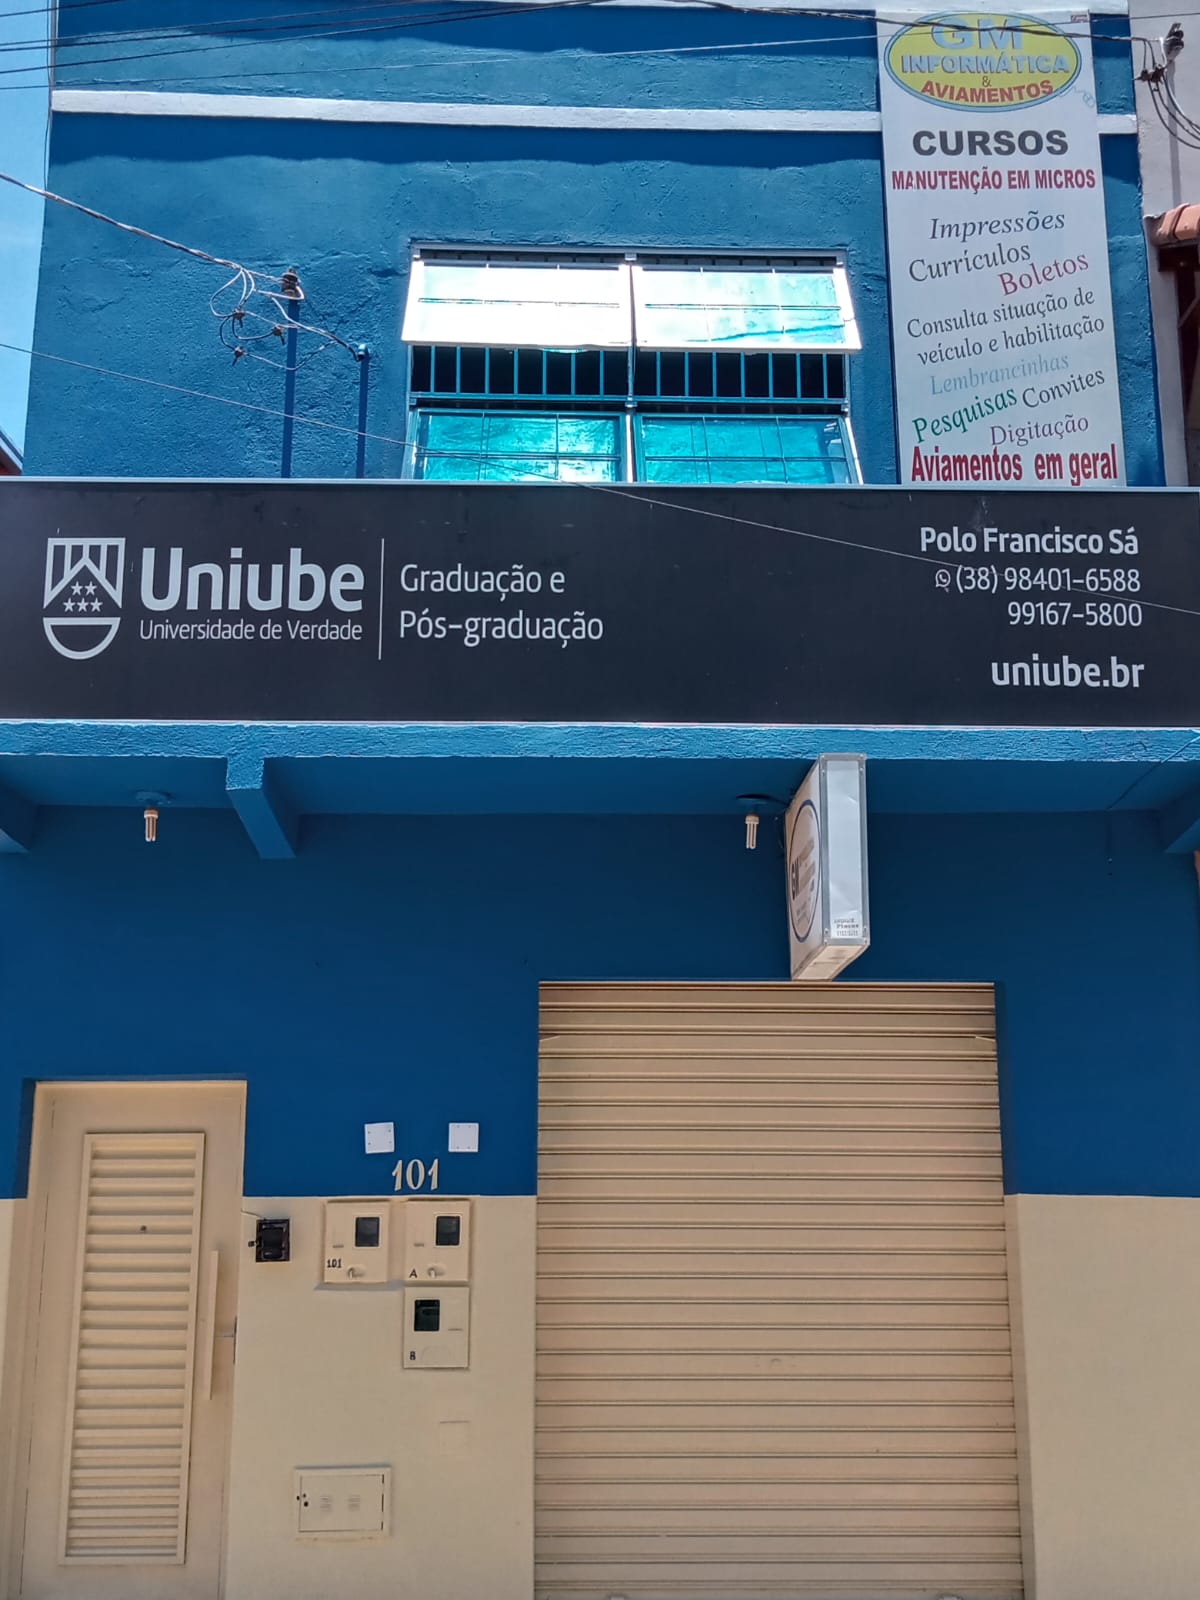 GM
INFORMÁTICA
&
AVIAMENTOS
CURSOS
MANUTENÇÃO EM MICROS
Impressões
Currículos
Boletos
Consulta situação de
veículo e habilitação
Lembrancinhas
Pesquisas Convites
Digitação
Aviamentos em geral
Uniube
Universidade de Verdade
Graduação e
Pós-graduação
Polo Francisco Sá
(38) 98401-6588
99167-5800
uniube.br
GM
Placas
101
101
A
B